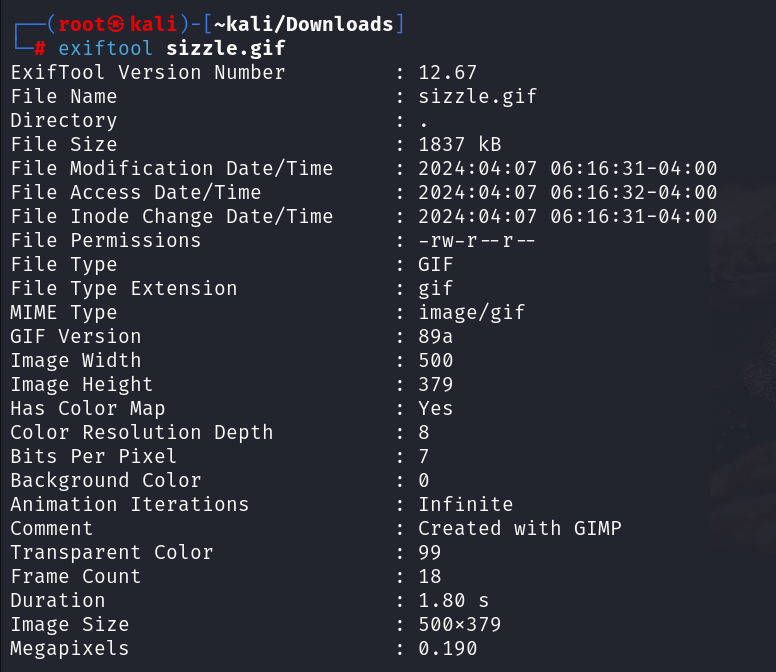 ┌──(root㉿kali)-[~kali/Downloads]
└─# exiftool sizzle.gif
ExifTool Version Number         : 12.67
File Name                       : sizzle.gif
Directory                       : .
File Size                       : 1837 kB
File Modification Date/Time     : 2024:04:07 06:16:31-04:00
File Access Date/Time           : 2024:04:07 06:16:32-04:00
File Inode Change Date/Time     : 2024:04:07 06:16:31-04:00
File Permissions                : -rw-r--r--
File Type                       : GIF
File Type Extension             : gif
MIME Type                       : image/gif
GIF Version                     : 89a
Image Width                     : 500
Image Height                    : 379
Has Color Map                   : Yes
Color Resolution Depth          : 8
Bits Per Pixel                  : 7
Background Color                : 0
Animation Iterations            : Infinite
Comment                         : Created with GIMP
Transparent Color               : 99
Frame Count                     : 18
Duration                        : 1.80 s
Image Size                      : 500×379
Megapixels                      : 0.190